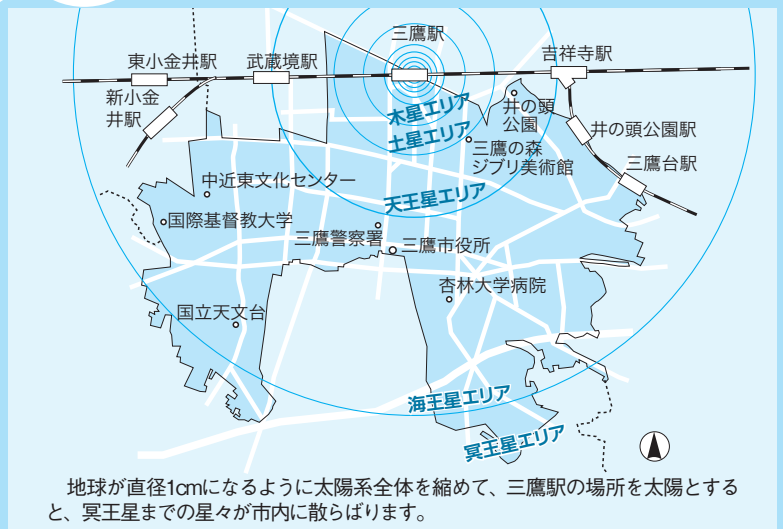 三鷹駅
吉祥寺駅
東小金井駅
武蔵境駅
新小金
井駅
木星エリア
井の頭
公園
土星エリア
井の頭公園駅
三鷹の森
ジブリ美術館
三鷹台駅
中近東文化センター
天王星エリア
国際基督教大学
三鷹警察署
三鷹市役所
杏林大学病院
国立天文台
海王星エリア
冥王星エリア
地球が直径1cmになるように太陽系全体を縮めて、三鷹駅の場所を太陽とする
と、冥王星までの星々が市内に散らばります。